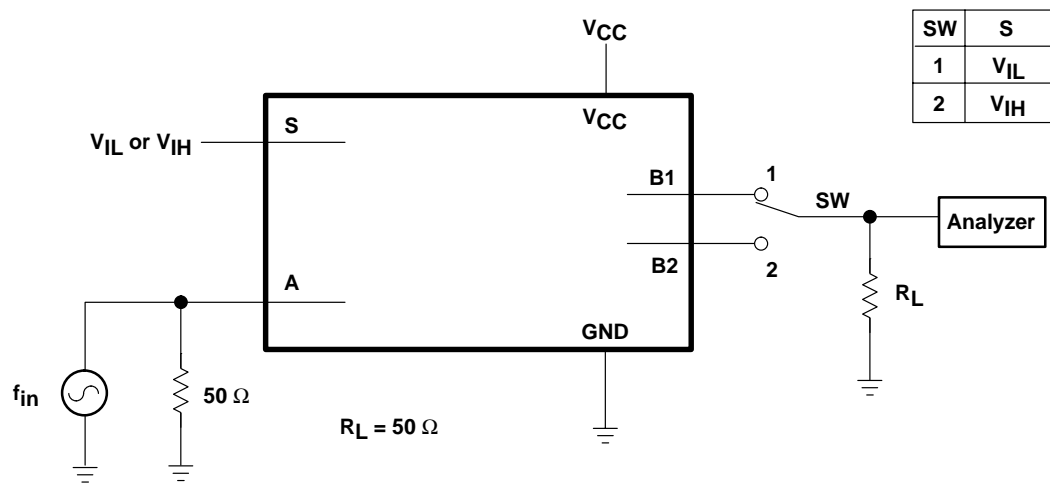 VCC
SW S
1 VIL
2 VIH
S
VCC
VIL or VIH
B1
1
SW
Analyzer
B2
2
A
RL
GND
fin
50 Ω
RL = 50 Ω